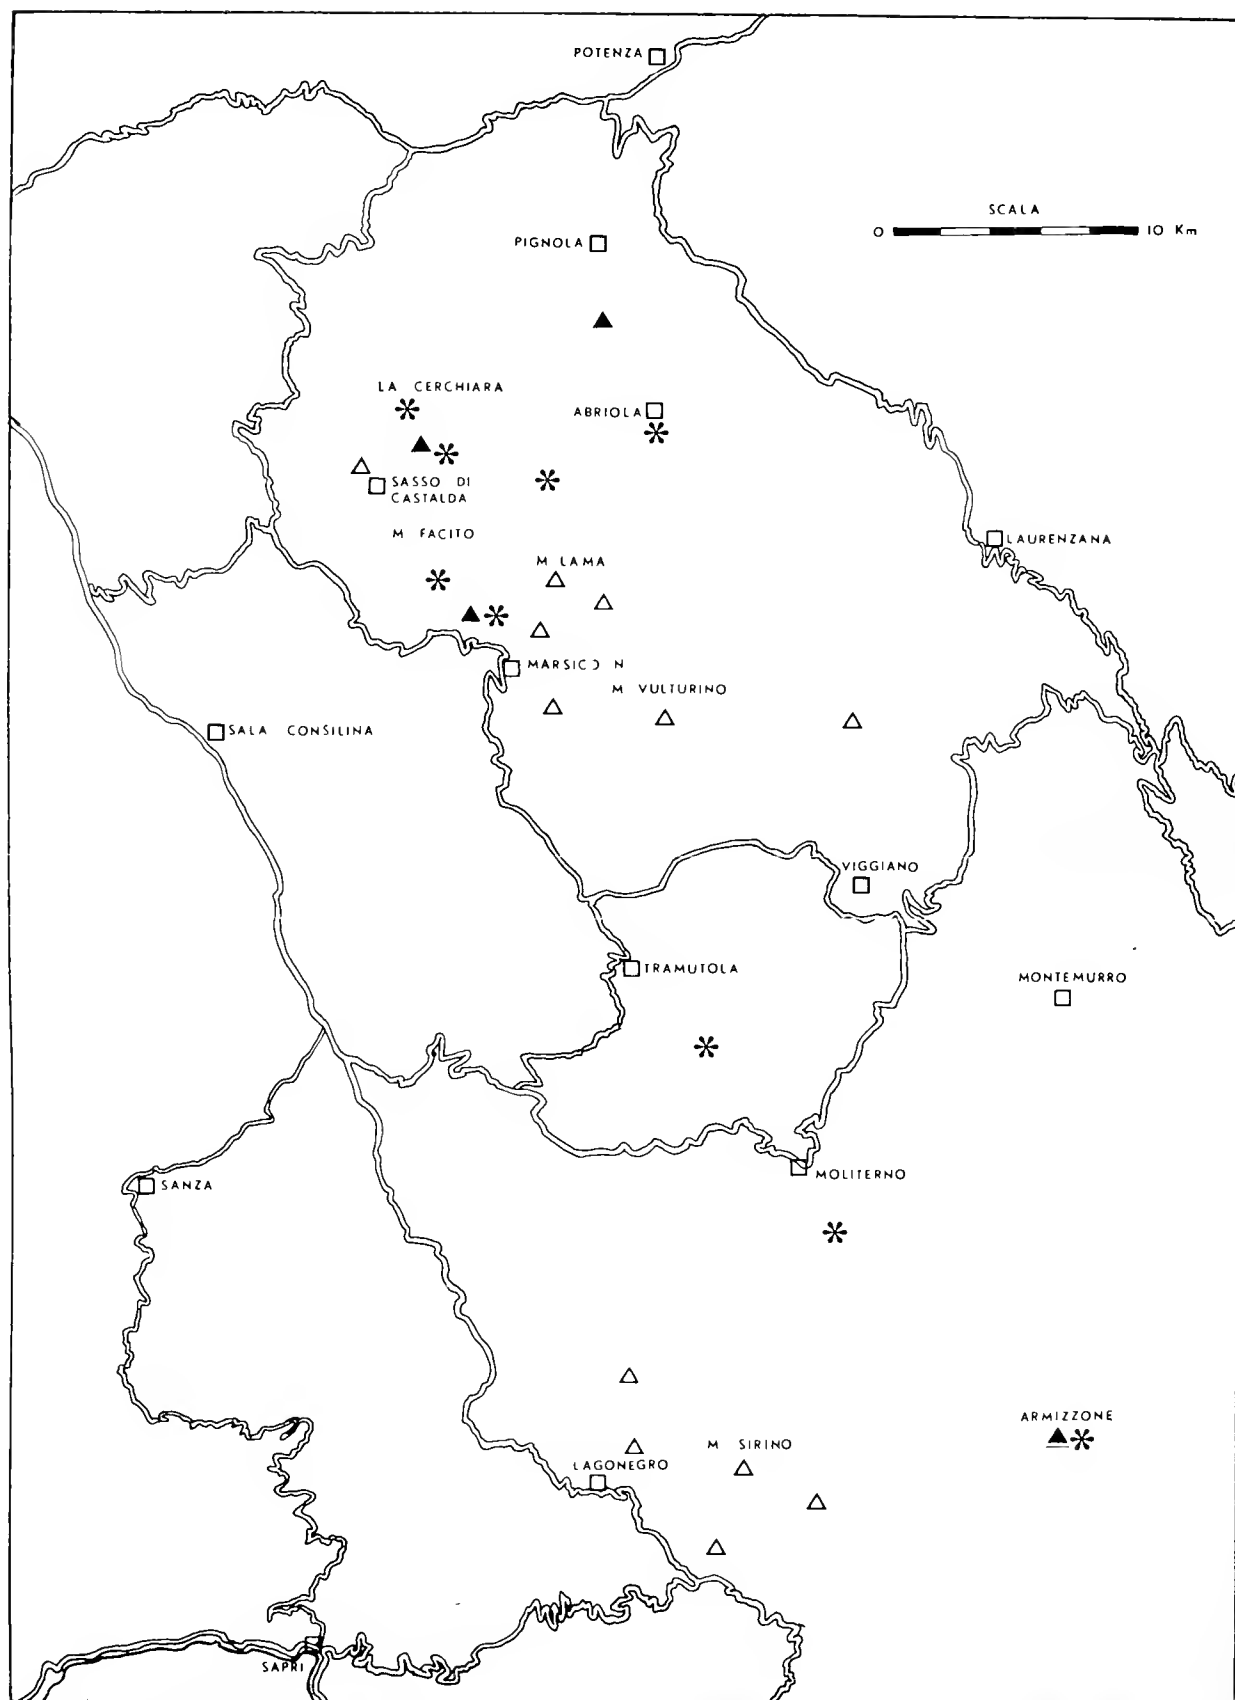 POTENZA
SCALA
0 10 Km
PIGNOLA
LA CERCHIARA
ABRIOLA
SASSO DI
CASTALDA
M FACITO
LAURENZANA
M LAMA
MARSICO N
M VULTURINO
SALA CONSILINA
VIGGIANO
TRAMUTOLA
MONTEMURRO
MOLITERNO
SANZA
ARMIZZONE
M SIRINO
LAGONEGRO
SAPRI